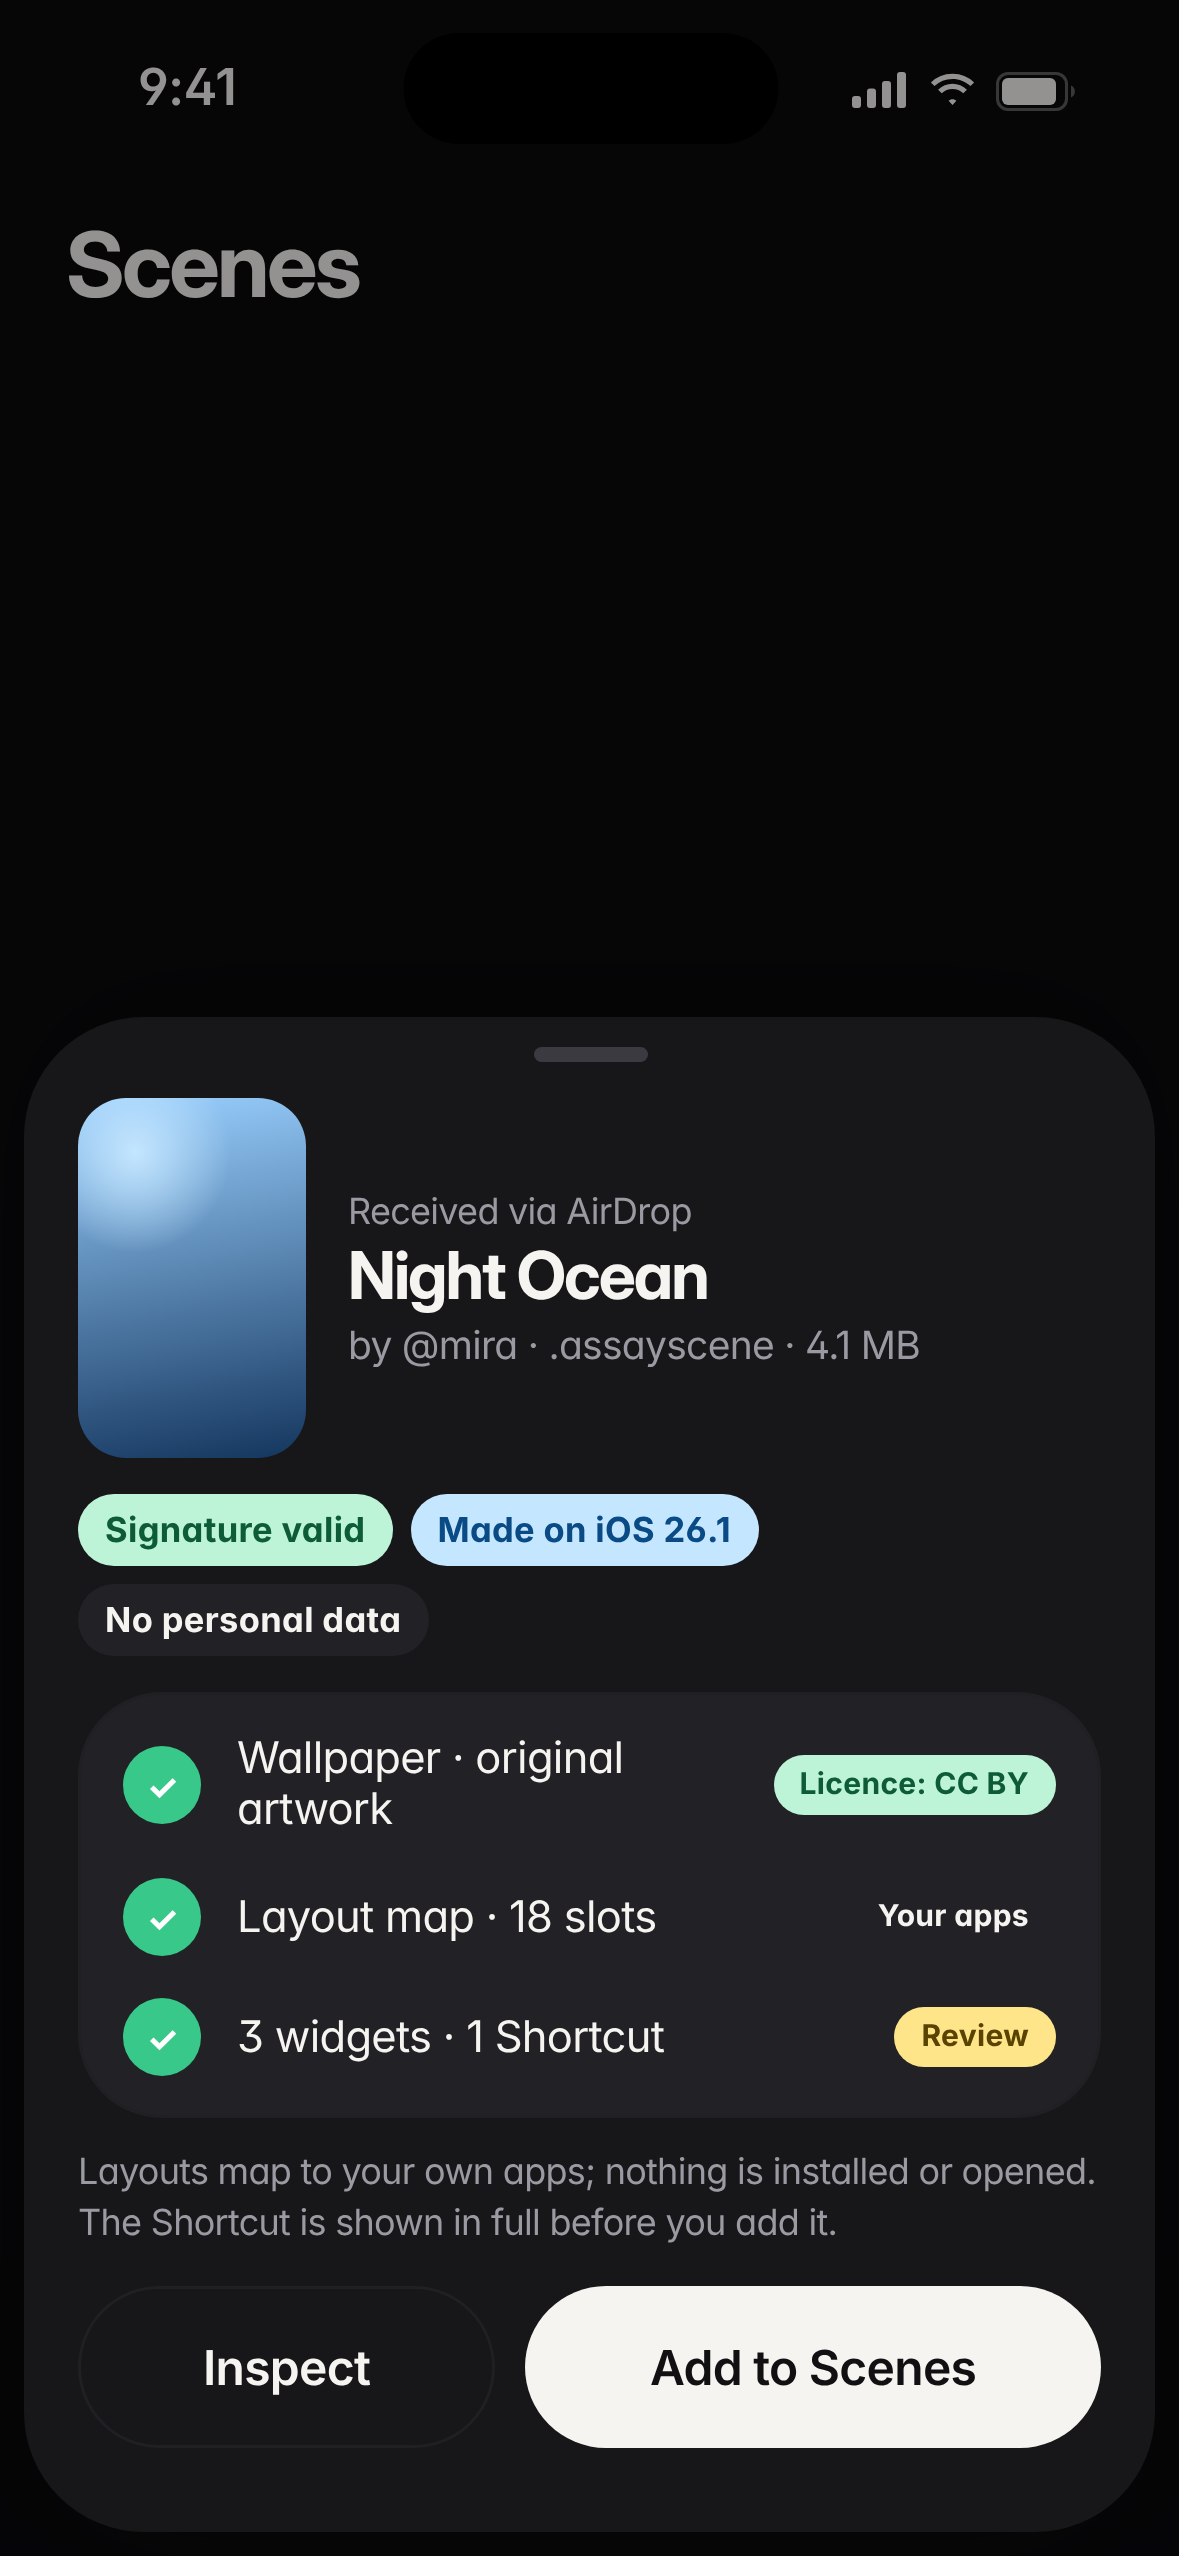 9:41
Scenes
Received via AirDrop
Night Ocean
by @mira · .assayscene · 4.1 MB
Signature valid
Made on iOS 26.1
No personal data
Wallpaper · original
artwork
Licence: CC BY
Layout map · 18 slots
Your apps
3 widgets · 1 Shortcut
Review
Layouts map to your own apps; nothing is installed or opened.
The Shortcut is shown in full before you add it.
Inspect
Add to Scenes